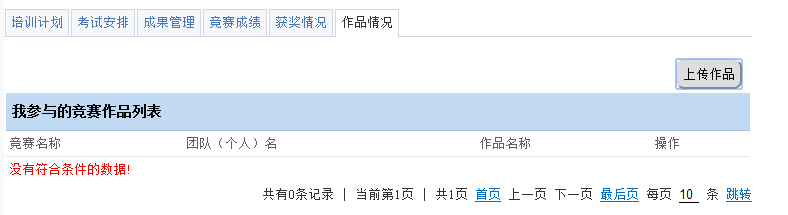 培训计划 考试安排 成果管理 竞赛成绩 获奖情况 作品情况
上传作品
我参与的竞赛作品列表
竞赛名称 团队（个人）名 作品名称 操作
没有符合条件的数据!
共有0条记录 | 当前第1页 | 共1页 首页 上一页 下一页 最后页 每页 10 条 跳转